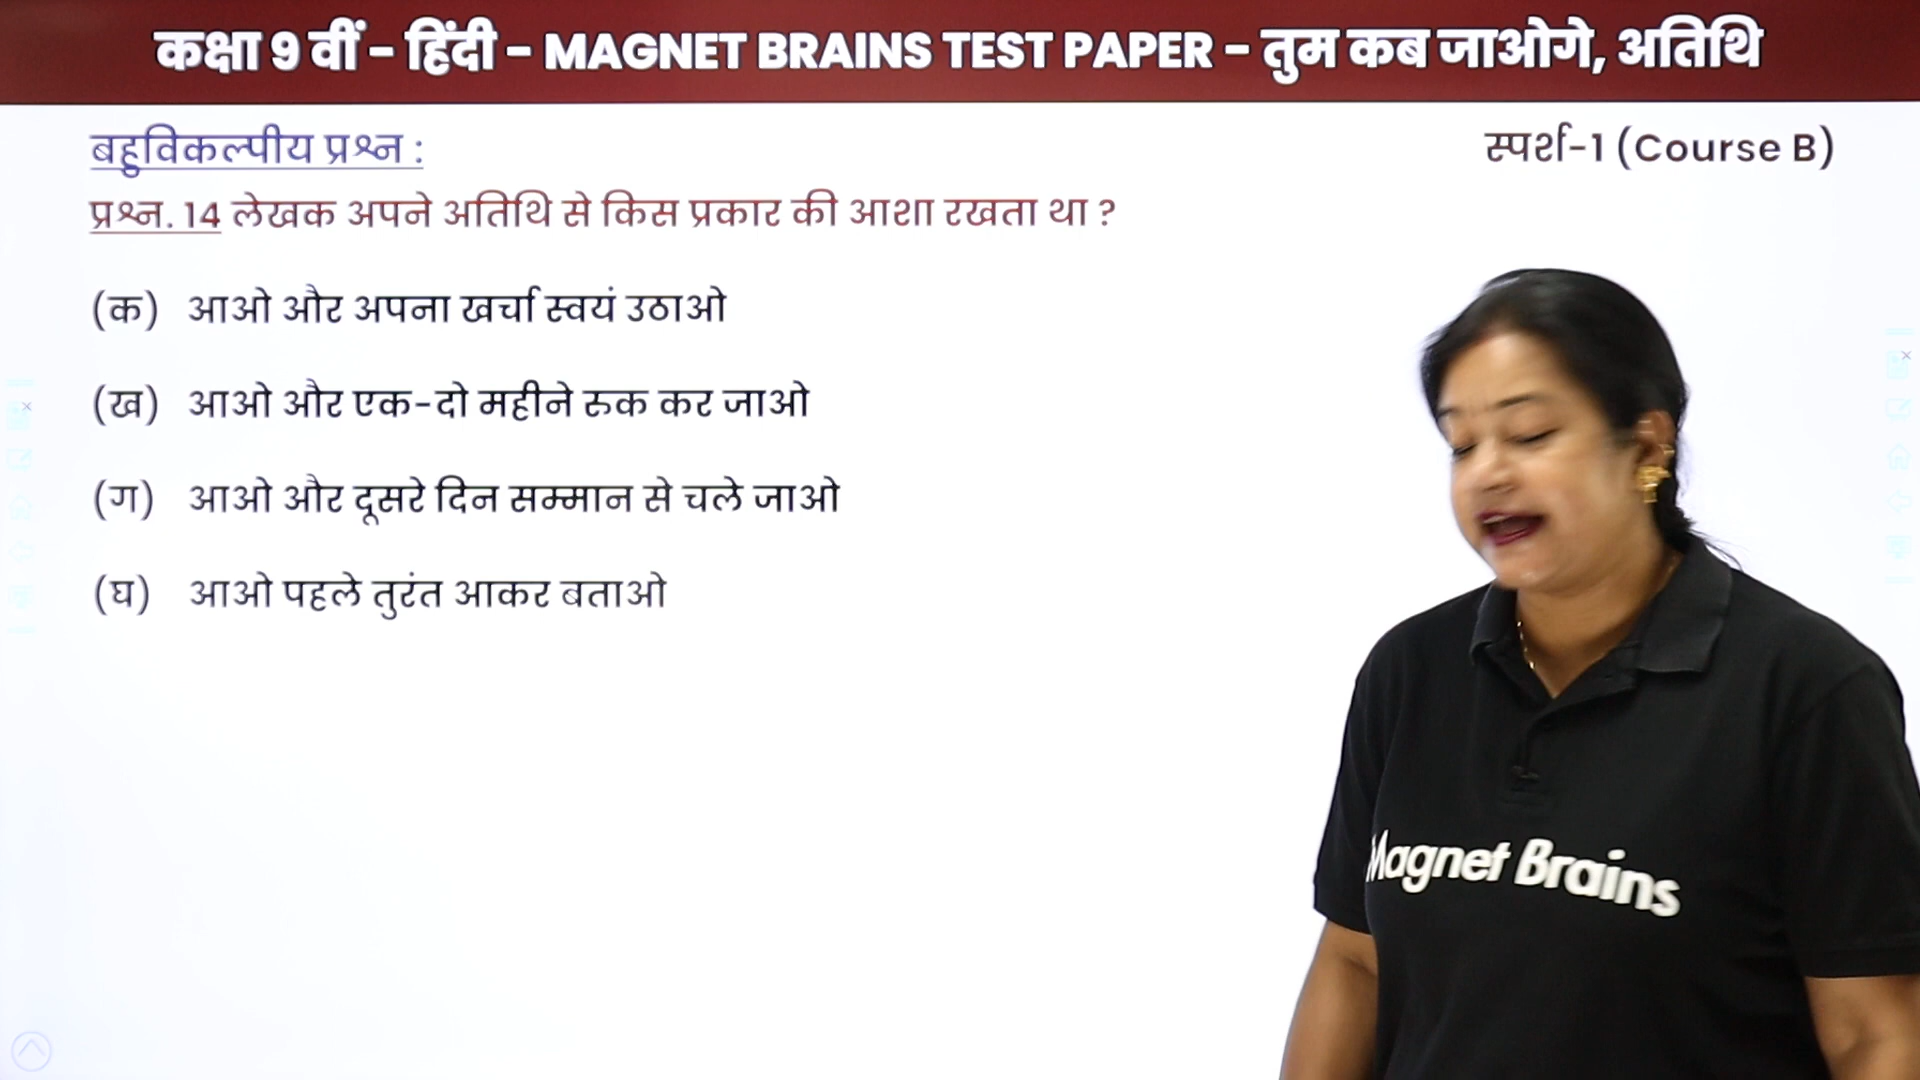 कक्षा 9 वीं - हिंदी - MAGNET BRAINS TEST PAPER - तुम कब जाओगे, अतिथि
बहुविकल्पीय प्रश्न :
स्पर्श-1 (Course B)
प्रश्न. 14 लेखक अपने अतिथि से किस प्रकार की आशा रखता था ?
(क) आओ और अपना खर्चा स्वयं उठाओ
(ख) आओ और एक-दो महीने रुक कर जाओ
(ग) आओ और दूसरे दिन सम्मान से चले जाओ
(घ) आओ पहले तुरंत आकर बताओ
Magnet Brains